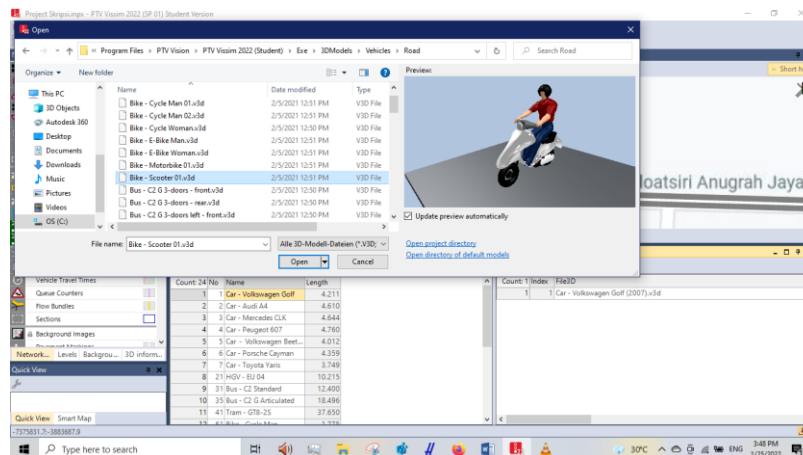 Project Skripsi.inpx - PTV Vissim 2022 (SP 01) Student Version
Open
« Program Files › PTV Vision › PTV Vissim 2022 (Student) › Exe › 3DModels › Vehicles › Road
Search Road
Organize
New folder
Preview:
Name
Date modified
Type
This PC
3D Objects
Autodesk 360
Desktop
Documents
Downloads
Music
Pictures
Videos
OS (C:)
Bike - Cycle Man 01.v3d 2/5/2021 12:51 PM V3D File
Bike - Cycle Man 02.v3d 2/5/2021 12:51 PM V3D File
Bike - Cycle Woman.v3d 2/5/2021 12:50 PM V3D File
Bike - E-Bike Man.v3d 2/5/2021 12:51 PM V3D File
Bike - E-Bike Woman.v3d 2/5/2021 12:51 PM V3D File
Bike - Motorbike 01.v3d 2/5/2021 12:51 PM V3D File
Bike - Scooter 01.v3d 2/5/2021 12:51 PM V3D File
Bus - C2 G 3-doors - front.v3d 2/5/2021 12:50 PM V3D File
Bus - C2 G 3-doors - rear.v3d 2/5/2021 12:50 PM V3D File
Bus - C2 G 3-doors left - front.v3d 2/5/2021 12:50 PM V3D File
Update preview automatically
File name: Bike - Scooter 01.v3d
Alle 3D-Modell-Dateien (*.V3D;
Open
Cancel
Open project directory
Open directory of default models
loatsiri Anugrah Jaya
Vehicle Travel Times
Queue Counters
Flow Bundles
Sections
Background Images
Pavement Markings
Network... Levels Backgrou... 3D inform...
Quick View
Quick View Smart Map
-7375831.7:-3883687.9
Count: 24 No Name Length
1 1 Car - Volkswagen Golf 4.211
2 2 Car - Audi A4 4.610
3 3 Car - Mercedes CLK 4.644
4 4 Car - Peugeot 607 4.760
5 5 Car - Volkswagen Beet... 4.012
6 6 Car - Porsche Cayman 4.359
7 7 Car - Toyota Yaris 3.749
8 21 HGV - EU 04 10.215
9 31 Bus - C2 Standard 12.400
10 35 Bus - C2 G Articulated 18.496
11 41 Tram - GT8-2S 37.650
Count: 1 Index File3D
1 1 Car - Volkswagen Golf (2007).v3d
Type here to search
30°C
ENG
3:48 PM
1/25/2022